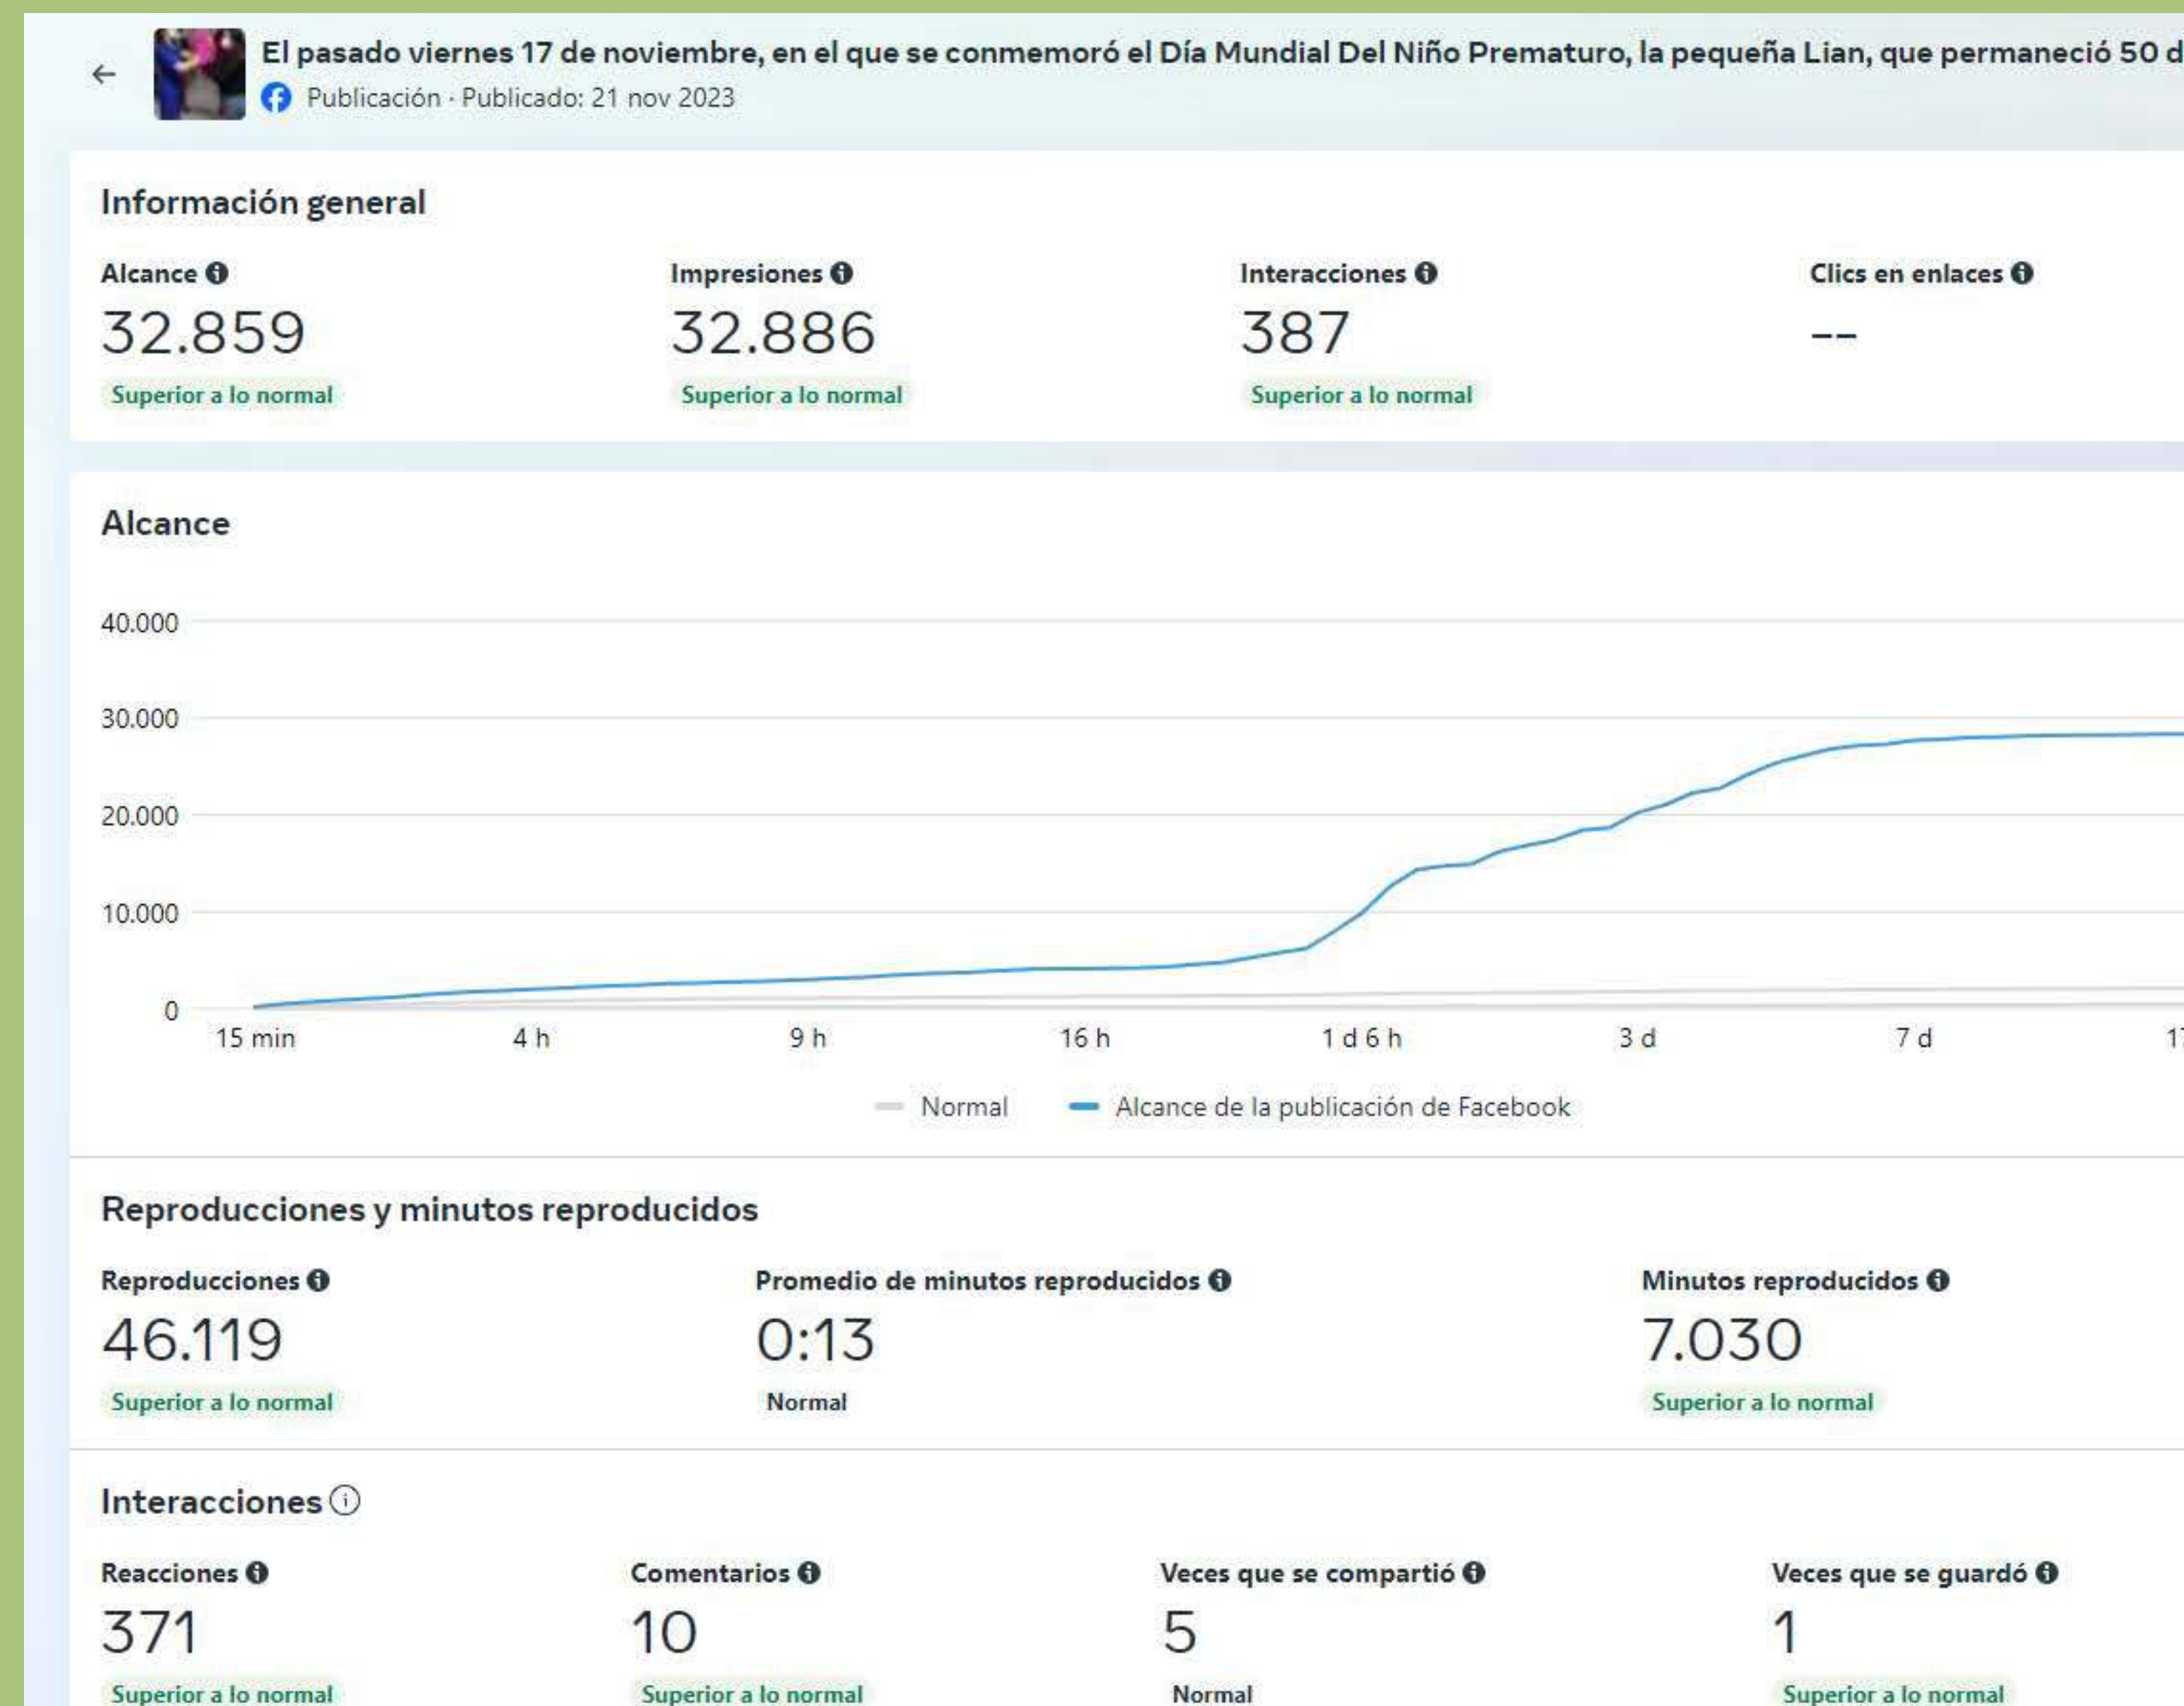 El pasado viernes 17 de noviembre, en el que se conmemoró el Día Mundial Del Niño Prematuro, la pequeña Lian, que permaneció 50 d
Publicación · Publicado: 21 nov 2023
Información general
Alcance Impresiones Interacciones Clics en enlaces
32.859 32.886 387 --
Superior a lo normal Superior a lo normal Superior a lo normal
Alcance
40.000
30.000
20.000
10.000
0
15 min 4 h 9 h 16 h 1 d 6 h 3 d 7 d
Normal Alcance de la publicación de Facebook
Reproducciones y minutos reproducidos
Reproducciones Promedio de minutos reproducidos Minutos reproducidos
46.119 0:13 7.030
Superior a lo normal Normal Superior a lo normal
Interacciones
Reacciones Comentarios Veces que se compartió Veces que se guardó
371 10 5 1
Superior a lo normal Superior a lo normal Normal Superior a lo normal